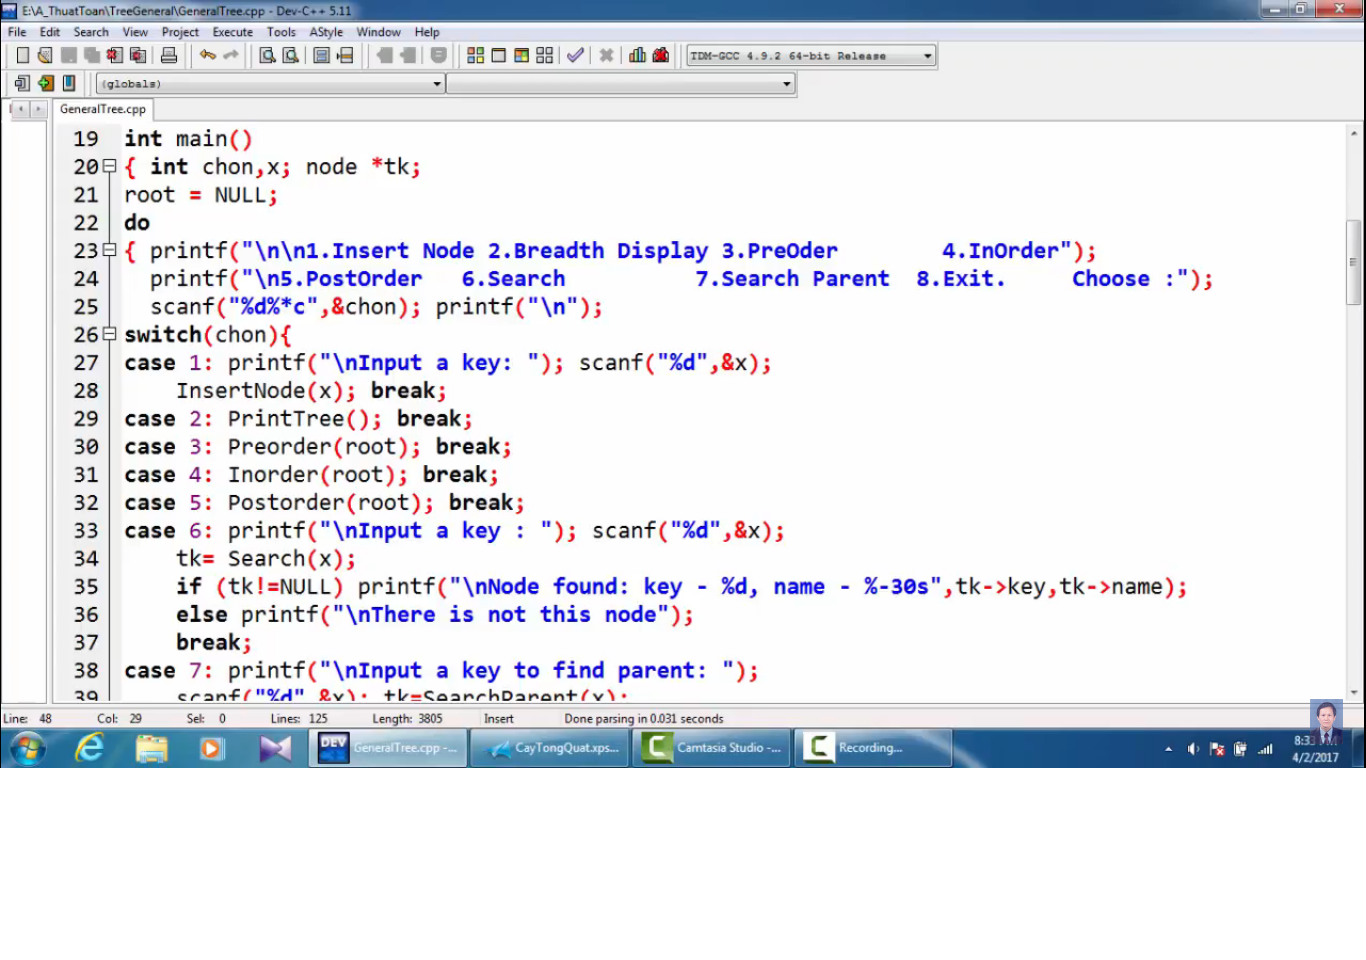 E:\A_ThuatToan\TreeGeneral\GeneralTree.cpp - Dev-C++ 5.11
File Edit Search View Project Execute Tools AStyle Window Help
TDM-GCC 4.9.2 64-bit Release
(globals)
GeneralTree.cpp
19 int main()
20 { int chon,x; node *tk;
21 root = NULL;
22 do
23 { printf("\n\n1.Insert Node 2.Breadth Display 3.PreOder        4.InOrder");
24   printf("\n5.PostOrder   6.Search          7.Search Parent  8.Exit.     Choose :");
25   scanf("%d%*c",&chon); printf("\n");
26 switch(chon){
27 case 1: printf("\nInput a key: "); scanf("%d",&x);
28     InsertNode(x); break;
29 case 2: PrintTree(); break;
30 case 3: Preorder(root); break;
31 case 4: Inorder(root); break;
32 case 5: Postorder(root); break;
33 case 6: printf("\nInput a key : "); scanf("%d",&x);
34     tk= Search(x);
35     if (tk!=NULL) printf("\nNode found: key - %d, name - %-30s",tk->key,tk->name);
36     else printf("\nThere is not this node");
37     break;
38 case 7: printf("\nInput a key to find parent: ");
39     scanf("%d",&x); tk=SearchParent(x);
Line: 48 Col: 29 Sel: 0 Lines: 125 Length: 3805 Insert Done parsing in 0.031 seconds
DEV GeneralTree.cpp -... CayTongQuat.xps... Camtasia Studio -... Recording...
4/2/2017